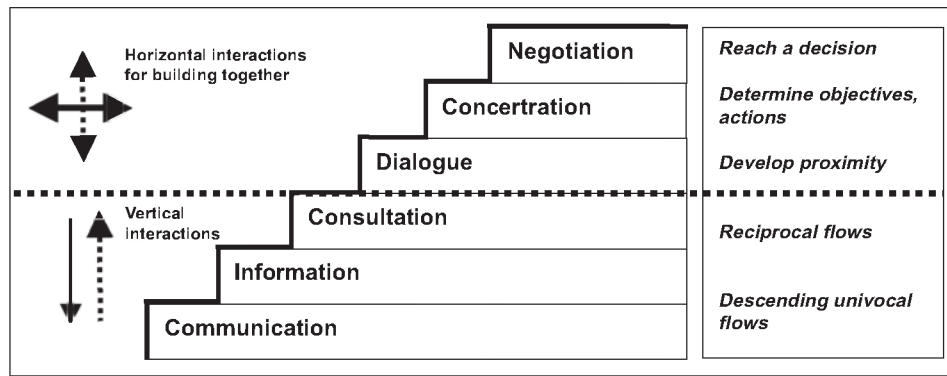 Horizontal interactions
for building together
Negotiation
Reach a decision
Concertration
Determine objectives,
actions
Dialogue
Develop proximity
Vertical
interactions
Consultation
Reciprocal flows
Information
Descending univocal
flows
Communication